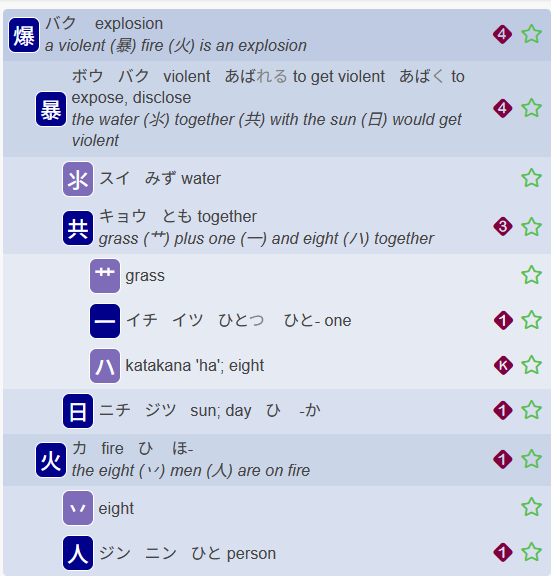 爆 バク explosion 4
a violent (暴) fire (火) is an explosion
暴 ボウ バク violent あばれる to get violent あばく to
expose, disclose 4
the water (氺) together (共) with the sun (日) would get
violent
氺 スイ みず water
共 キョウ とも together 3
grass (艹) plus one (一) and eight (ハ) together
艹 grass
一 イチ イツ ひとつ ひと- one 1
ハ katakana 'ha'; eight K
日 ニチ ジツ sun; day ひ -か 1
火 カ fire ひ ほ- 1
the eight (丷) men (人) are on fire
丷 eight
人 ジン ニン ひと person 1